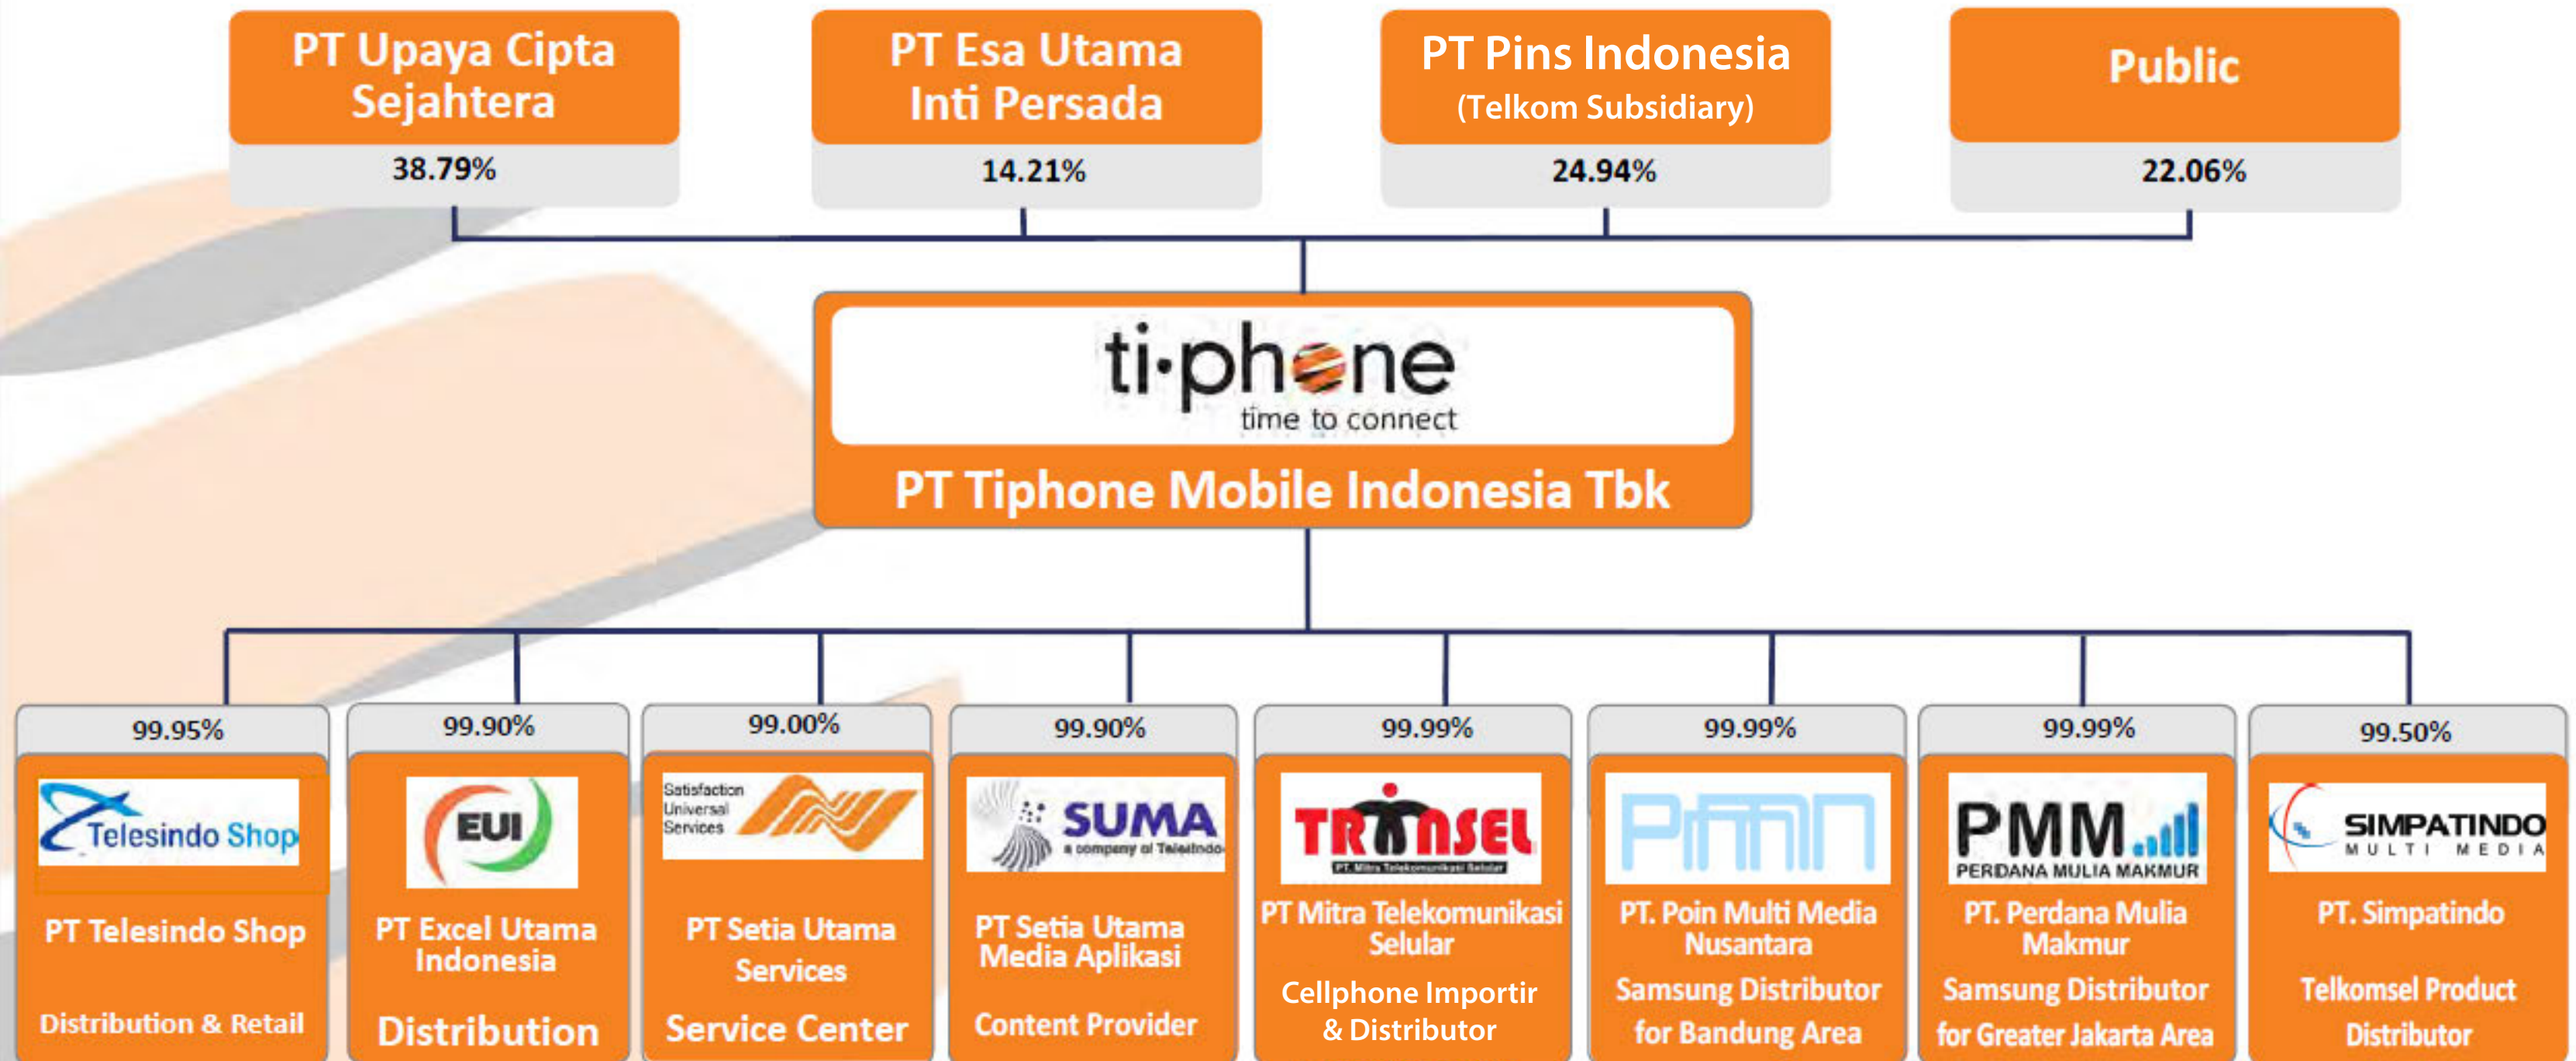 PT Upaya Cipta
Sejahtera
38.79%
PT Esa Utama
Inti Persada
14.21%
PT Pins Indonesia
(Telkom Subsidiary)
24.94%
Public
22.06%
ti·phone
time to connect
PT Tiphone Mobile Indonesia Tbk
99.95%
Telesindo Shop
PT Telesindo Shop
Distribution & Retail
99.90%
EUI
PT Excel Utama
Indonesia
Distribution
99.00%
Satisfaction
Universal
Services
PT Setia Utama
Services
Service Center
99.90%
SUMA
a company of Telesindo
PT Setia Utama
Media Aplikasi
Content Provider
99.99%
TRANSEL
PT. Mitra Telekomunikasi Selular
PT Mitra Telekomunikasi
Selular
Cellphone Importir
& Distributor
99.99%
PMMN
PT. Poin Multi Media
Nusantara
Samsung Distributor
for Bandung Area
99.99%
PMM
PERDANA MULIA MAKMUR
PT. Perdana Mulia
Makmur
Samsung Distributor
for Greater Jakarta Area
99.50%
SIMPATINDO
MULTI MEDIA
PT. Simpatindo
Telkomsel Product
Distributor